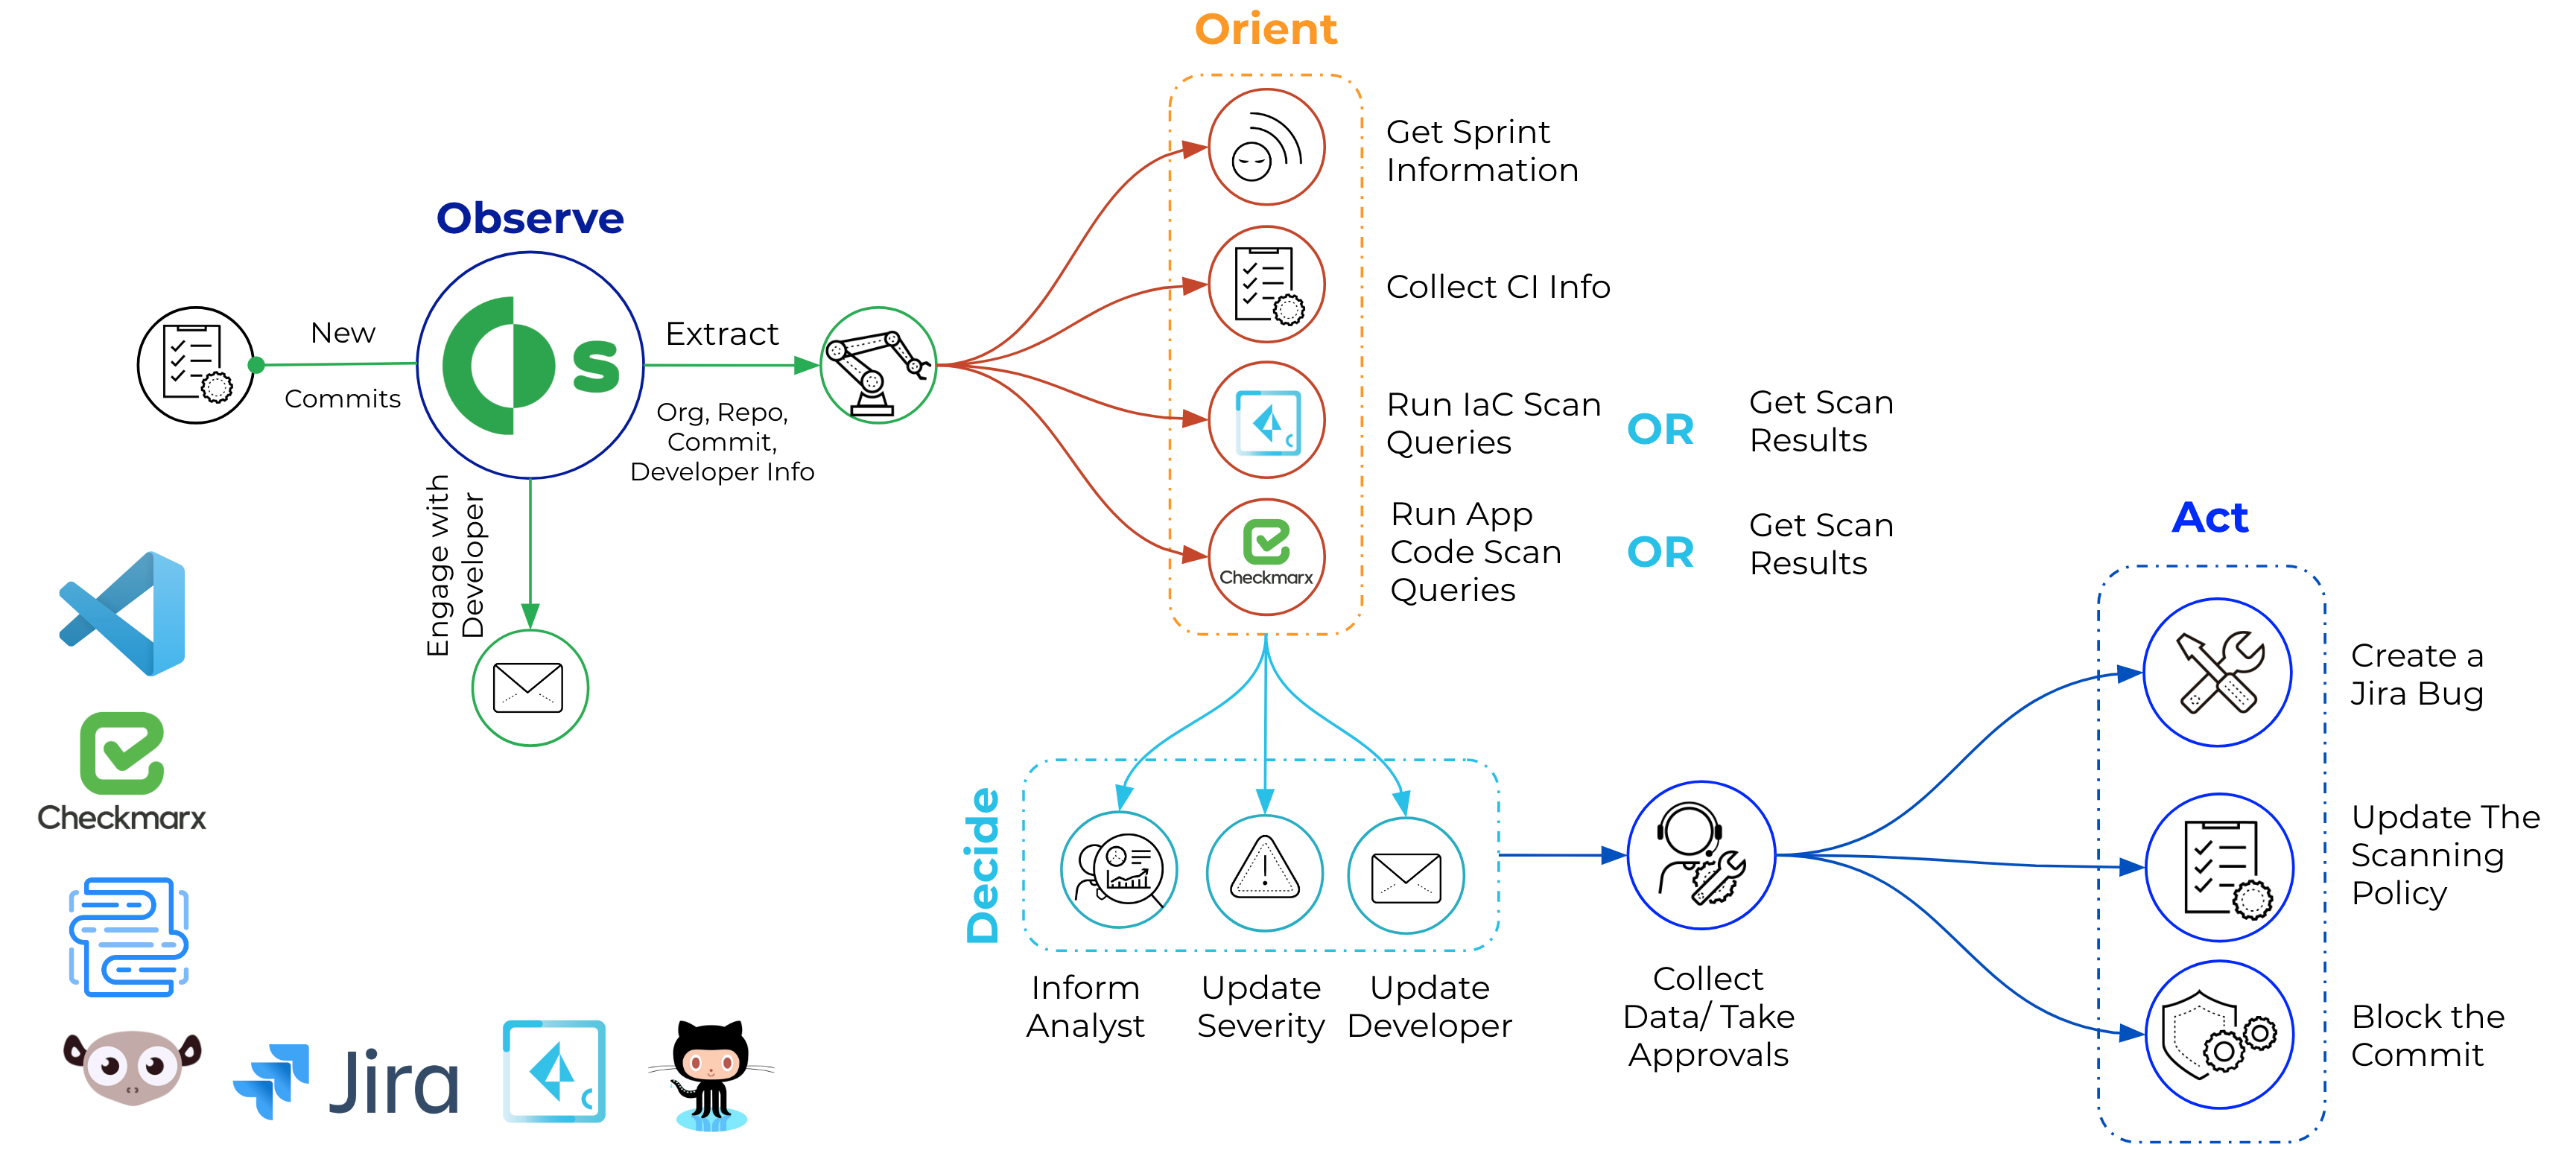 Orient
Get Sprint
Information
Collect CI Info
Run IaC Scan
Queries
OR
Get Scan
Results
Run App
Code Scan
Queries
OR
Get Scan
Results
Checkmarx
Observe
New
Commits
s
Extract
Org, Repo,
Commit,
Developer Info
Engage with
Developer
Checkmarx
Jira
Decide
Inform
Analyst
Update
Severity
Update
Developer
Collect
Data/ Take
Approvals
Act
Create a
Jira Bug
Update The
Scanning
Policy
Block the
Commit